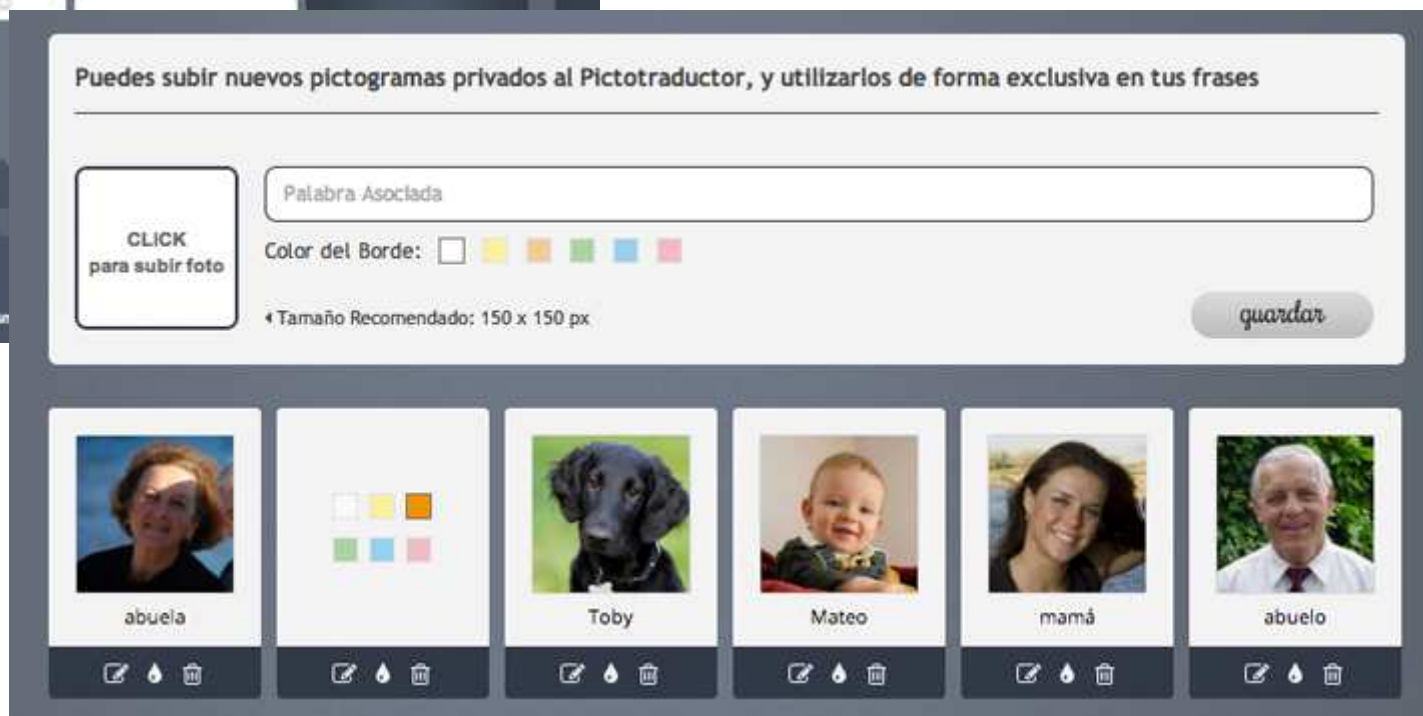 Puedes subir nuevos pictogramas privados al Pictotraductor, y utilizarlos de forma exclusiva en tus frases
Palabra Asociada
CLICK
para subir foto
Color del Borde:
Tamaño Recomendado: 150 x 150 px
guardar
abuela
Toby
Mateo
mamá
abuelo